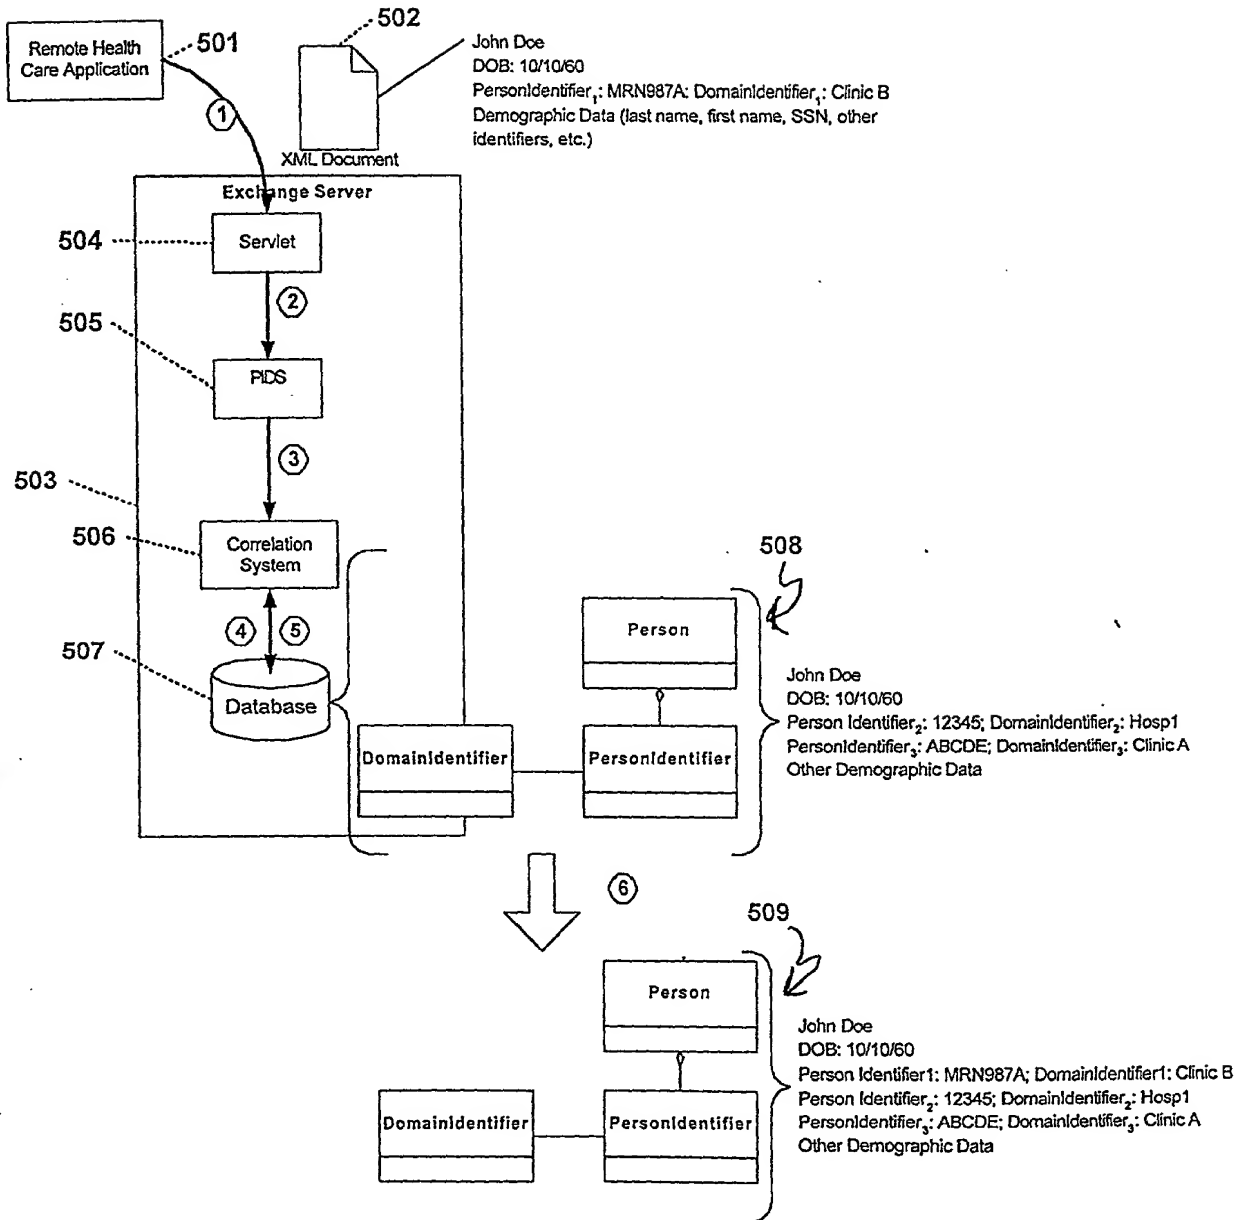 Remote Health
Care Application
501
502
John Doe
DOB: 10/10/60
PersonIdentifier₁: MRN987A: DomainIdentifier₁: Clinic B
Demographic Data (last name, first name, SSN, other
identifiers, etc.)
XML Document
1
Exchange Server
504
Servlet
2
505
PIDS
3
503
506
Correlation
System
4
5
507
Database
508
Person
DomainIdentifier
PersonIdentifier
John Doe
DOB: 10/10/60
Person Identifier₂: 12345; DomainIdentifier₂: Hosp1
PersonIdentifier₃: ABCDE; DomainIdentifier₃: Clinic A
Other Demographic Data
6
509
Person
DomainIdentifier
PersonIdentifier
John Doe
DOB: 10/10/60
Person Identifier1: MRN987A; DomainIdentifier1: Clinic B
Person Identifier₂: 12345; DomainIdentifier₂: Hosp1
PersonIdentifier₃: ABCDE; DomainIdentifier₃: Clinic A
Other Demographic Data